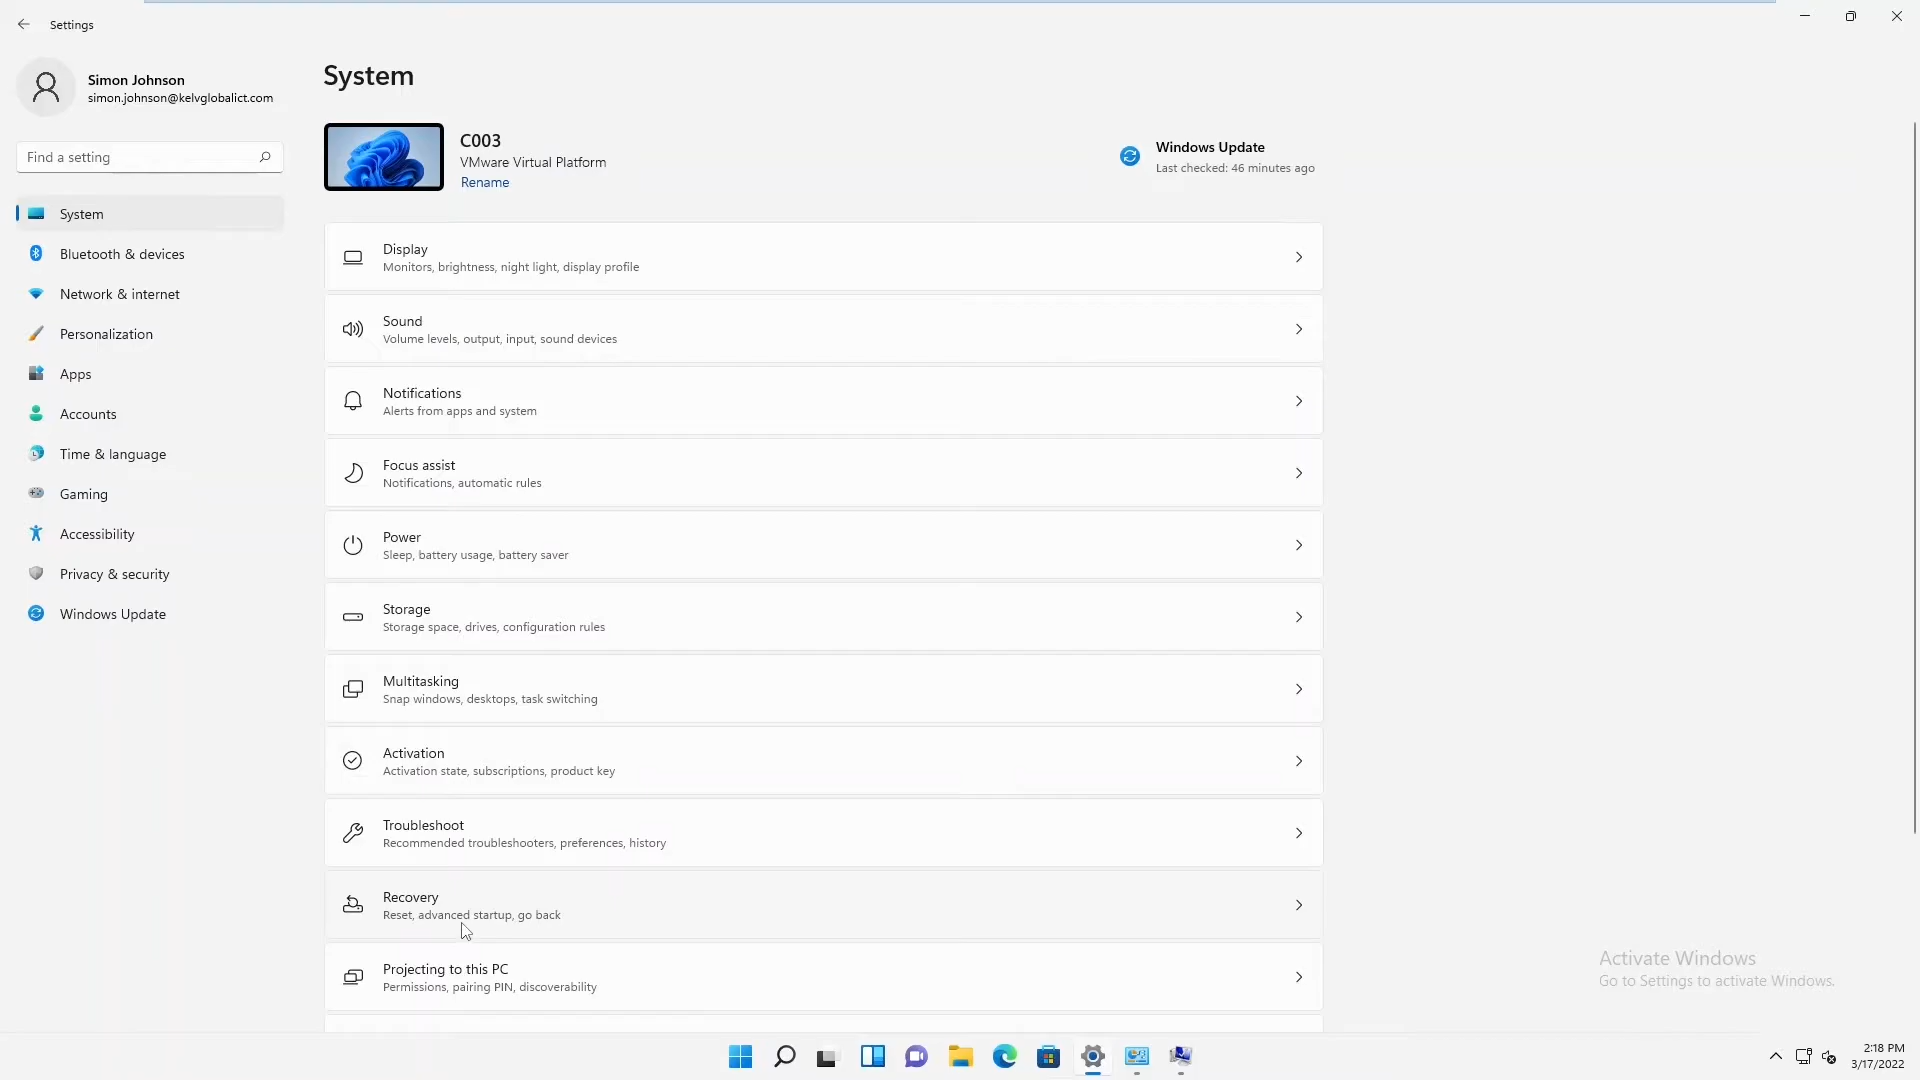 Settings
Simon Johnson
simon.johnson@kelvglobalict.com
Find a setting
System
Bluetooth & devices
Network & internet
Personalization
Apps
Accounts
Time & language
Gaming
Accessibility
Privacy & security
Windows Update
System
C003
VMware Virtual Platform
Rename
Windows Update
Last checked: 46 minutes ago
Display
Monitors, brightness, night light, display profile
Sound
Volume levels, output, input, sound devices
Notifications
Alerts from apps and system
Focus assist
Notifications, automatic rules
Power
Sleep, battery usage, battery saver
Storage
Storage space, drives, configuration rules
Multitasking
Snap windows, desktops, task switching
Activation
Activation state, subscriptions, product key
Troubleshoot
Recommended troubleshooters, preferences, history
Recovery
Reset, advanced startup, go back
Projecting to this PC
Permissions, pairing PIN, discoverability
Activate Windows
Go to Settings to activate Windows.
2:18 PM
3/17/2022